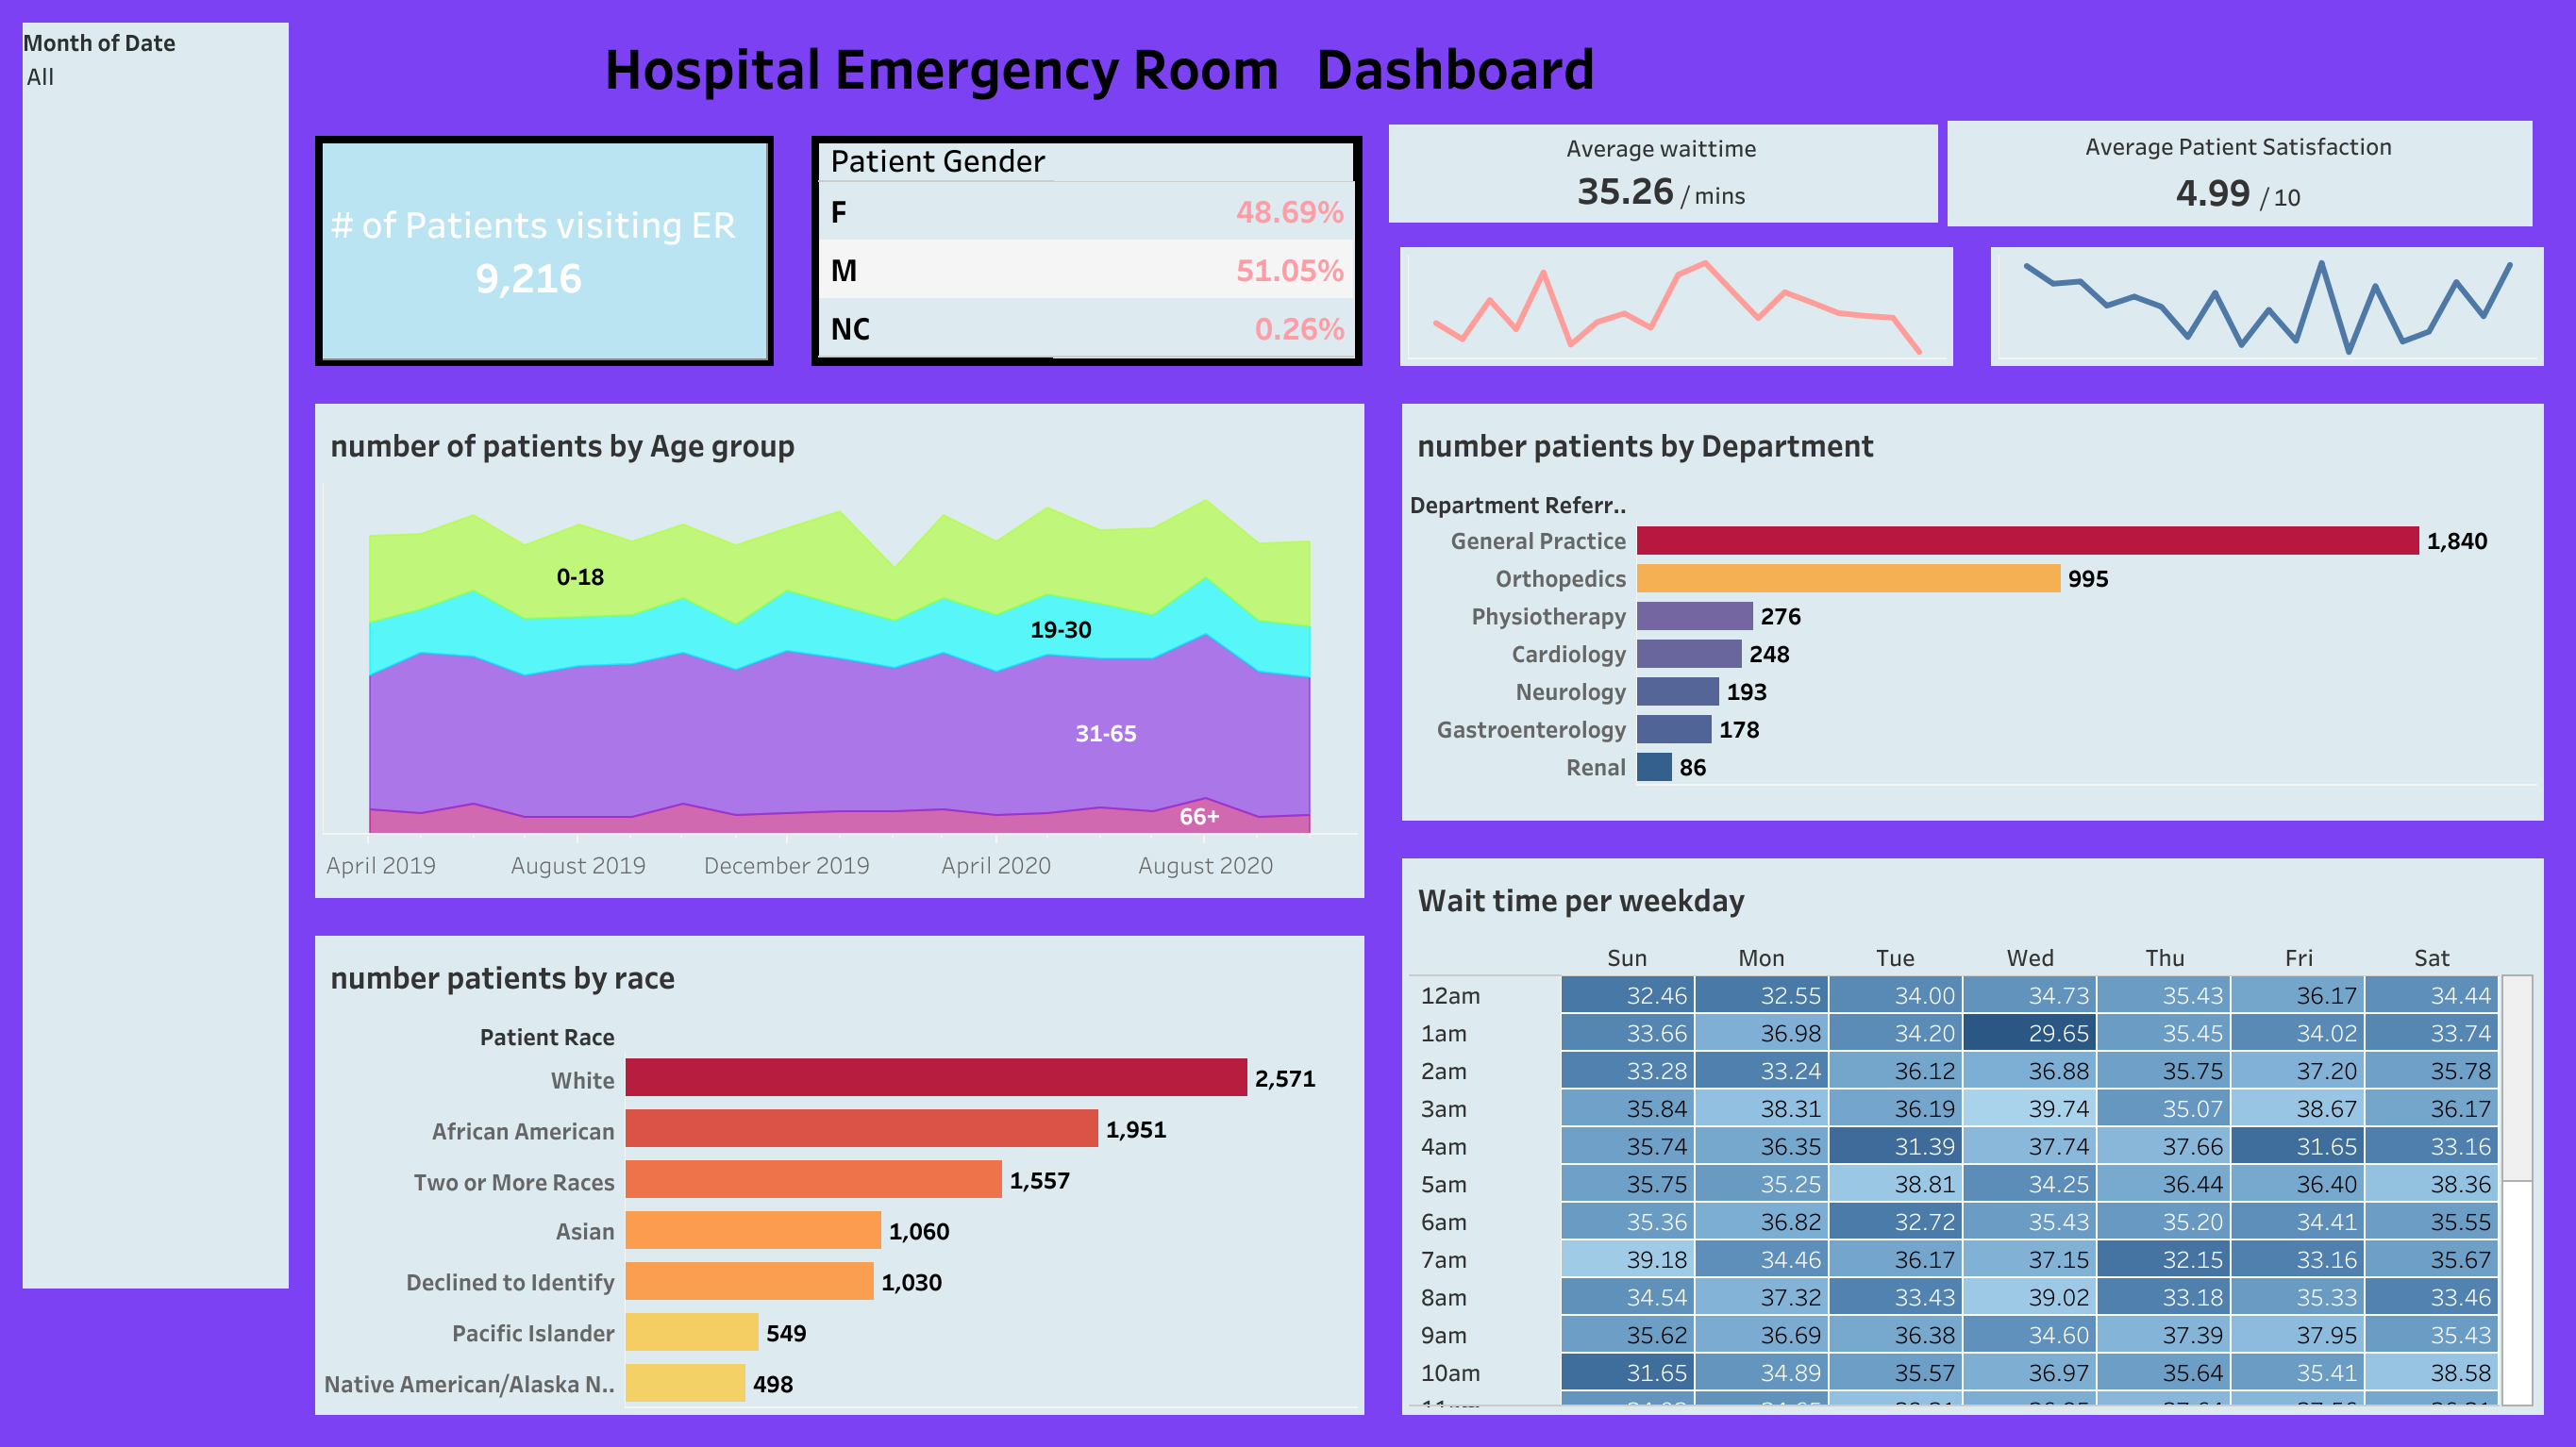 Month of Date
All
Hospital Emergency Room Dashboard
# of Patients visiting ER
9,216
Patient Gender
F 48.69%
M 51.05%
NC 0.26%
Average waittime
35.26 / mins
Average Patient Satisfaction
4.99 / 10
number of patients by Age group
0-18
19-30
31-65
66+
April 2019 August 2019 December 2019 April 2020 August 2020
number patients by Department
Department Referr..
General Practice 1,840
Orthopedics 995
Physiotherapy 276
Cardiology 248
Neurology 193
Gastroenterology 178
Renal 86
number patients by race
Patient Race
White 2,571
African American 1,951
Two or More Races 1,557
Asian 1,060
Declined to Identify 1,030
Pacific Islander 549
Native American/Alaska N.. 498
Wait time per weekday
Sun Mon Tue Wed Thu Fri Sat
12am 32.46 32.55 34.00 34.73 35.43 36.17 34.44
1am 33.66 36.98 34.20 29.65 35.45 34.02 33.74
2am 33.28 33.24 36.12 36.88 35.75 37.20 35.78
3am 35.84 38.31 36.19 39.74 35.07 38.67 36.17
4am 35.74 36.35 31.39 37.74 37.66 31.65 33.16
5am 35.75 35.25 38.81 34.25 36.44 36.40 38.36
6am 35.36 36.82 32.72 35.43 35.20 34.41 35.55
7am 39.18 34.46 36.17 37.15 32.15 33.16 35.67
8am 34.54 37.32 33.43 39.02 33.18 35.33 33.46
9am 35.62 36.69 36.38 34.60 37.39 37.95 35.43
10am 31.65 34.89 35.57 36.97 35.64 35.41 38.58